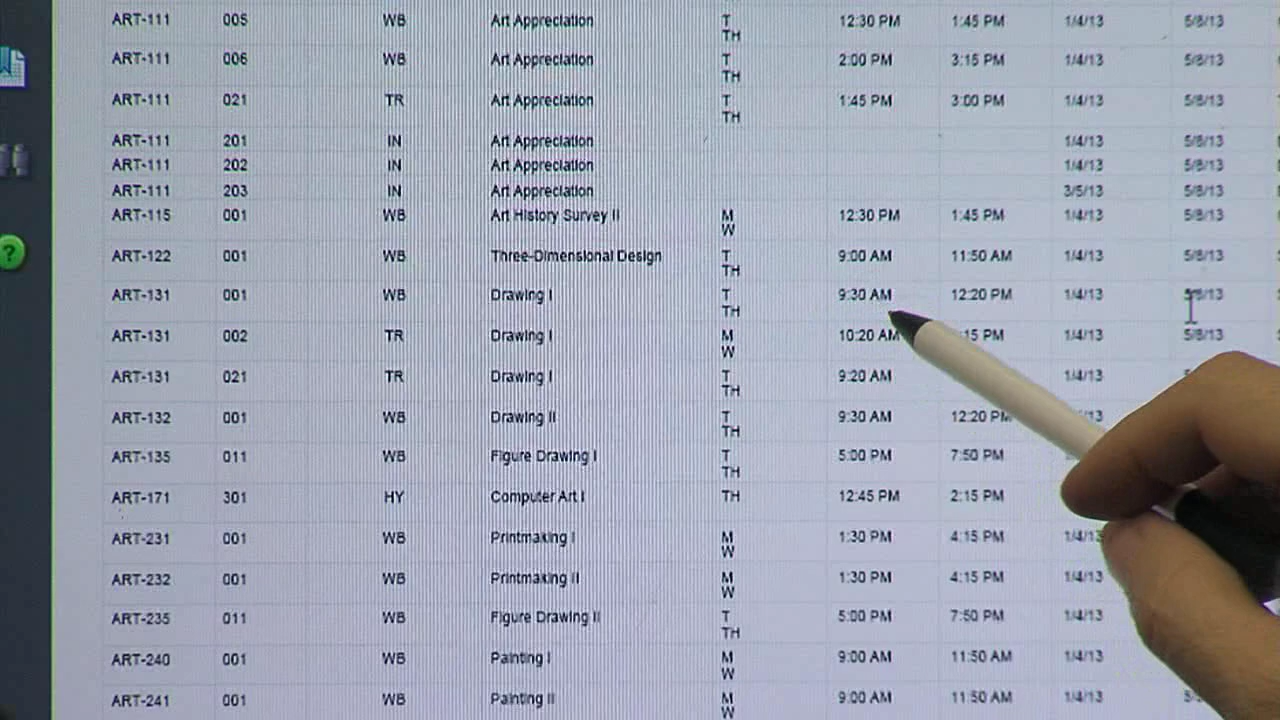 ART-111 005 WB Art Appreciation T 12:30 PM 1:45 PM 1/4/13 5/8/13
TH
ART-111 006 WB Art Appreciation T 2:00 PM 3:15 PM 1/4/13 5/8/13
TH
ART-111 021 TR Art Appreciation T 1:45 PM 3:00 PM 1/4/13 5/8/13
TH
ART-111 201 IN Art Appreciation 1/4/13 5/8/13
ART-111 202 IN Art Appreciation 1/4/13 5/8/13
ART-111 203 IN Art Appreciation 3/5/13 5/8/13
ART-115 001 WB Art History Survey II M 12:30 PM 1:45 PM 1/4/13 5/8/13
W
ART-122 001 WB Three-Dimensional Design T 9:00 AM 11:50 AM 1/4/13 5/8/13
TH
ART-131 001 WB Drawing I T 9:30 AM 12:20 PM 1/4/13 5/8/13
TH
ART-131 002 TR Drawing I M 10:20 AM :15 PM 1/4/13 5/8/13
W
ART-131 021 TR Drawing I T 9:20 AM 1/4/13
TH
ART-132 001 WB Drawing II T 9:30 AM 12:20 PM
TH
ART-135 011 WB Figure Drawing I T 5:00 PM 7:50 PM
TH
ART-171 301 HY Computer Art I TH 12:45 PM 2:15 PM
ART-231 001 WB Printmaking I M 1:30 PM 4:15 PM 1/4/13
W
ART-232 001 WB Printmaking II M 1:30 PM 4:15 PM 1/4/13
W
ART-235 011 WB Figure Drawing II T 5:00 PM 7:50 PM 1/4/13
TH
ART-240 001 WB Painting I M 9:00 AM 11:50 AM 1/4/13
W
ART-241 001 WB Painting II M 9:00 AM 11:50 AM 1/4/13
W